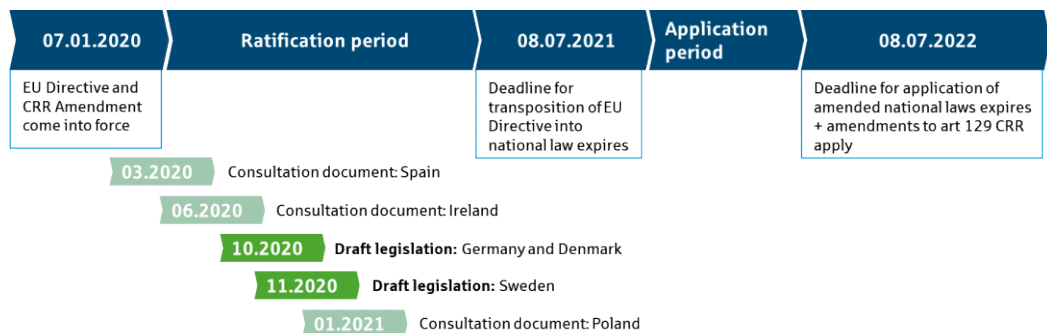 07.01.2020
Ratification period
08.07.2021
Application
period
08.07.2022
EU Directive and
CRR Amendment
come into force
Deadline for
transposition of EU
Directive into
national law expires
Deadline for application of
amended national laws expires
+ amendments to art 129 CRR
apply
03.2020 Consultation document: Spain
06.2020 Consultation document: Ireland
10.2020 Draft legislation: Germany and Denmark
11.2020 Draft legislation: Sweden
01.2021 Consultation document: Poland